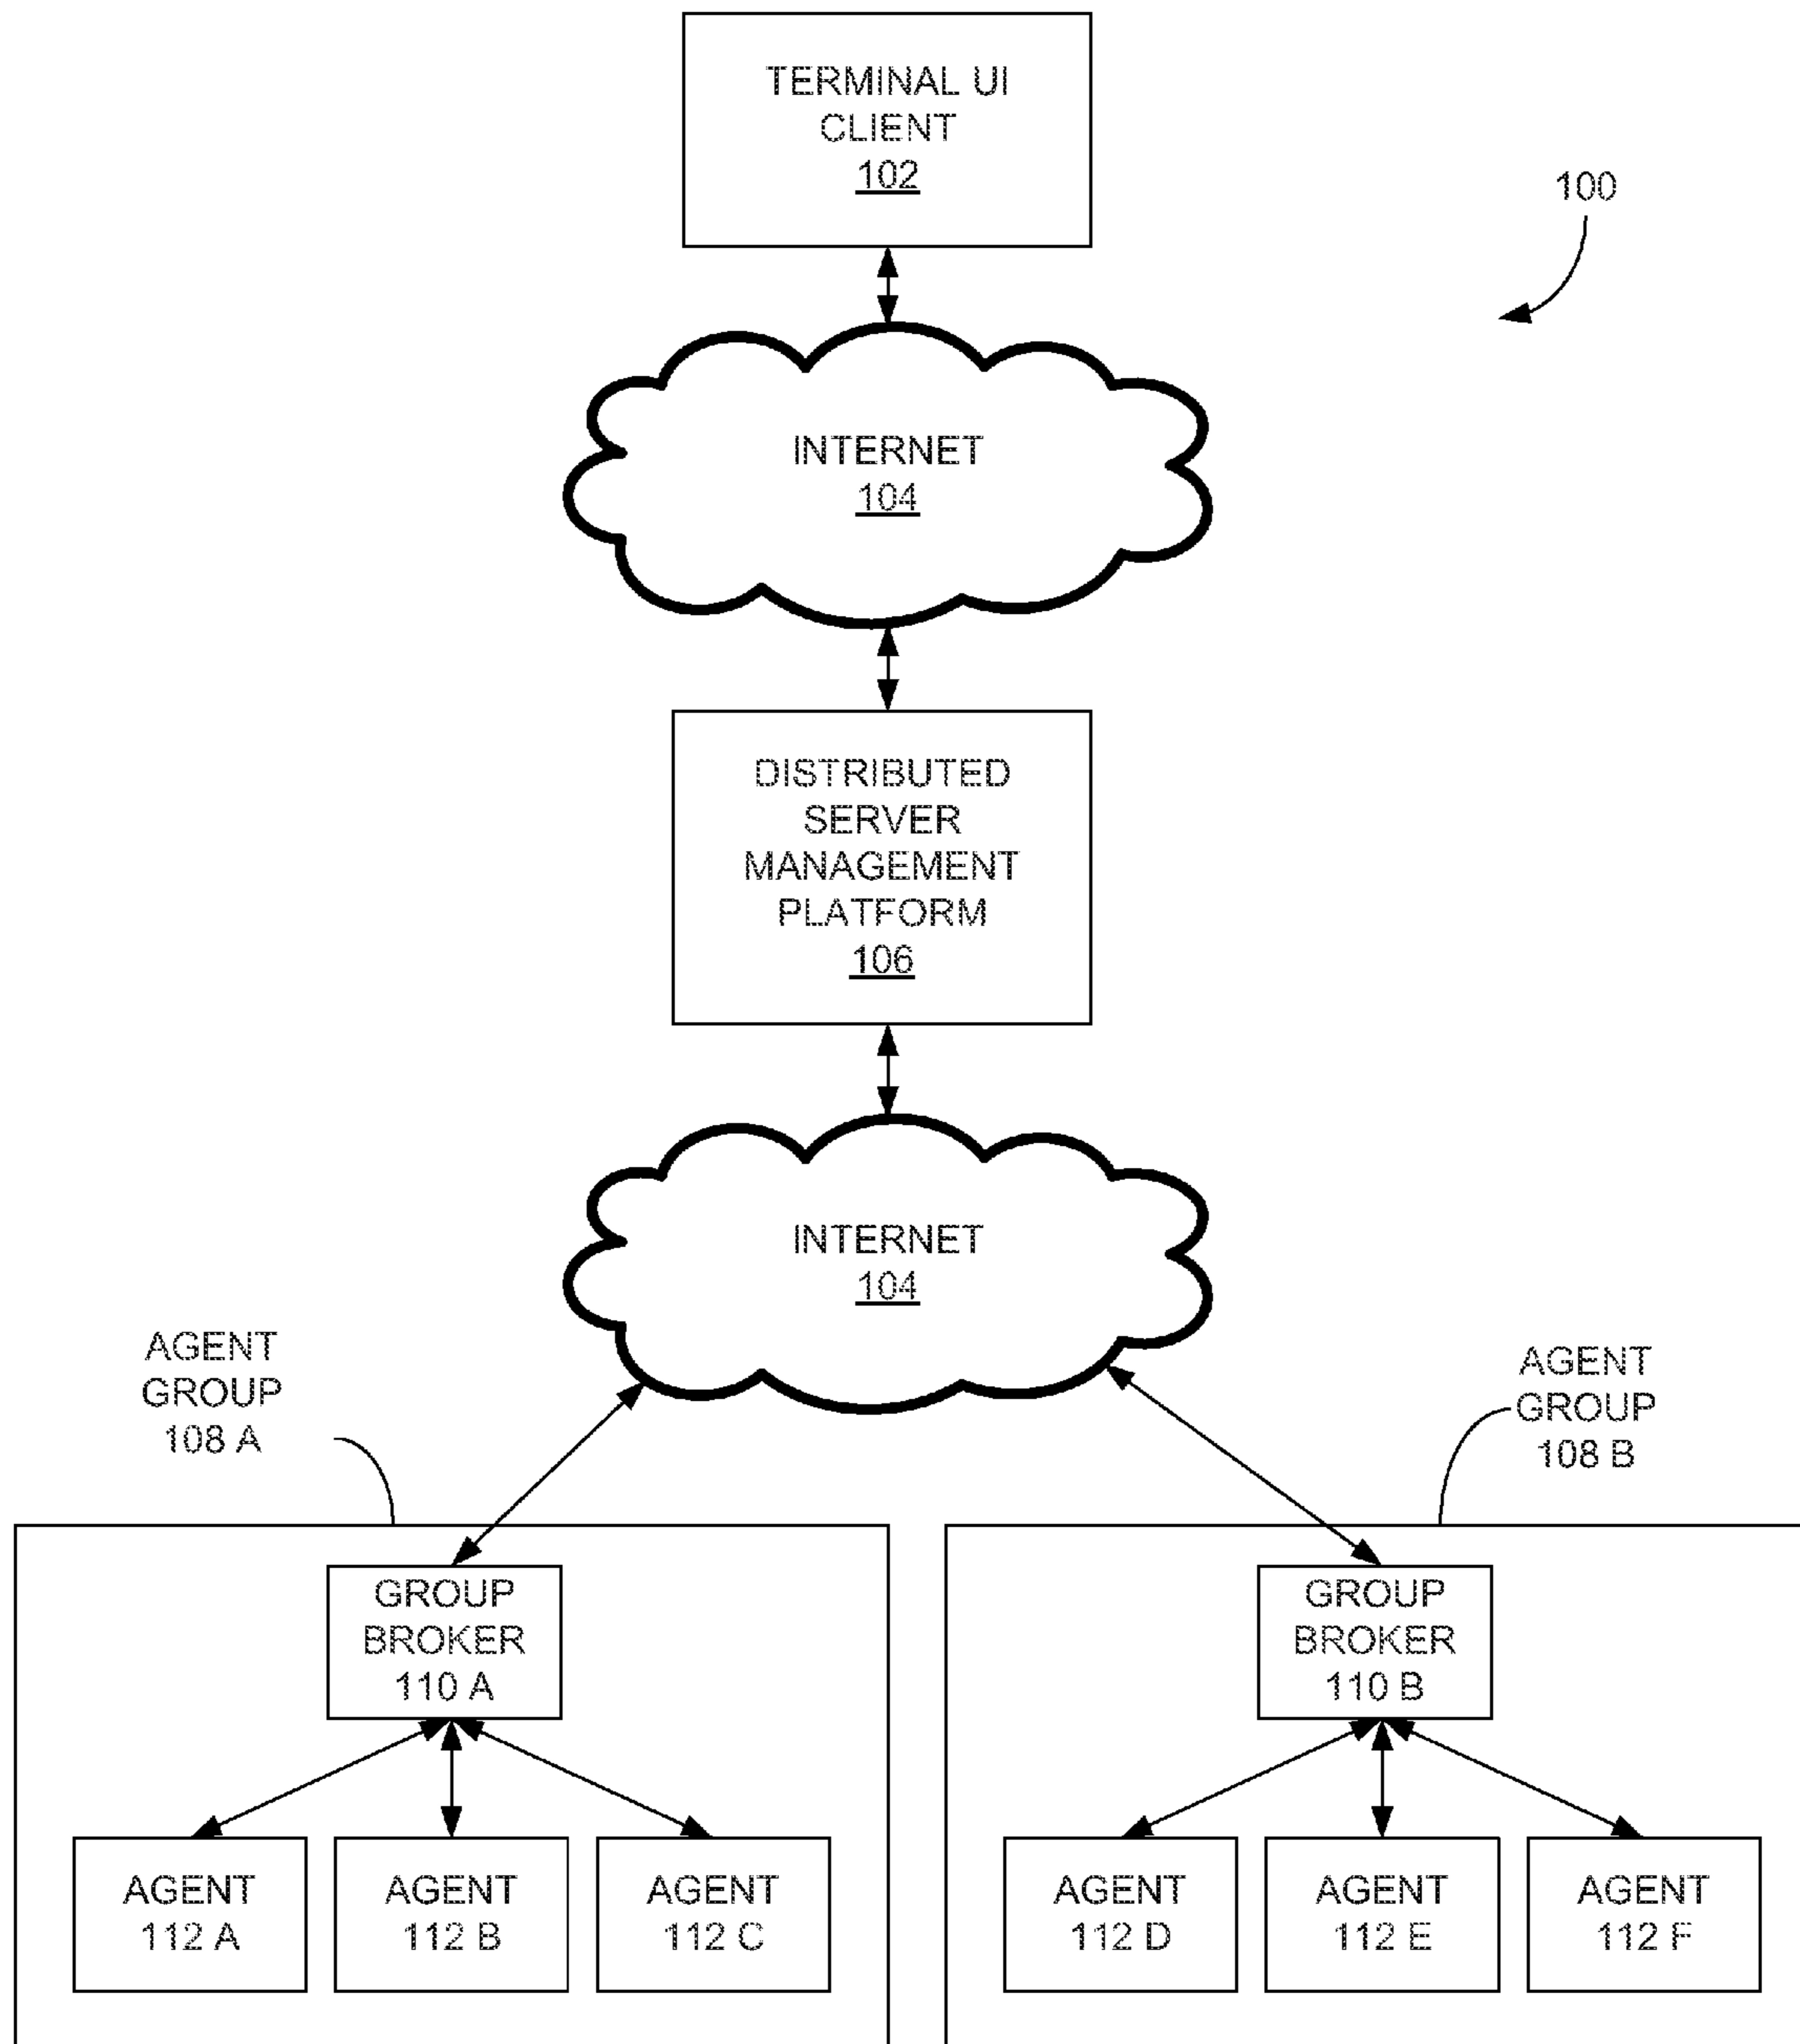 TERMINAL UI
CLIENT
102
100
INTERNET
104
DISTRIBUTED
SERVER
MANAGEMENT
PLATFORM
106
INTERNET
104
AGENT
GROUP
108 A
AGENT
GROUP
108 B
GROUP
BROKER
110 A
GROUP
BROKER
110 B
AGENT
112 A
AGENT
112 B
AGENT
112 C
AGENT
112 D
AGENT
112 E
AGENT
112 F